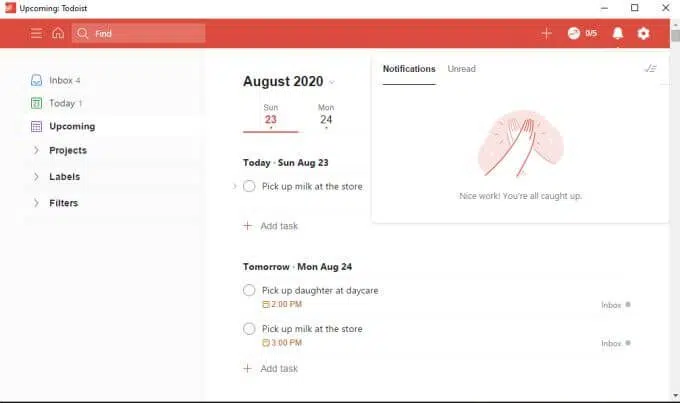 Upcoming: Todoist
Find
0/5
Inbox 4
Today 1
Upcoming
Projects
Labels
Filters
August 2020
Sun
23
Mon
24
Notifications
Unread
Nice work! You're all caught up.
Today · Sun Aug 23
Pick up milk at the store
Add task
Tomorrow · Mon Aug 24
Pick up daughter at daycare
2:00 PM
Inbox
Pick up milk at the store
3:00 PM
Inbox
Add task